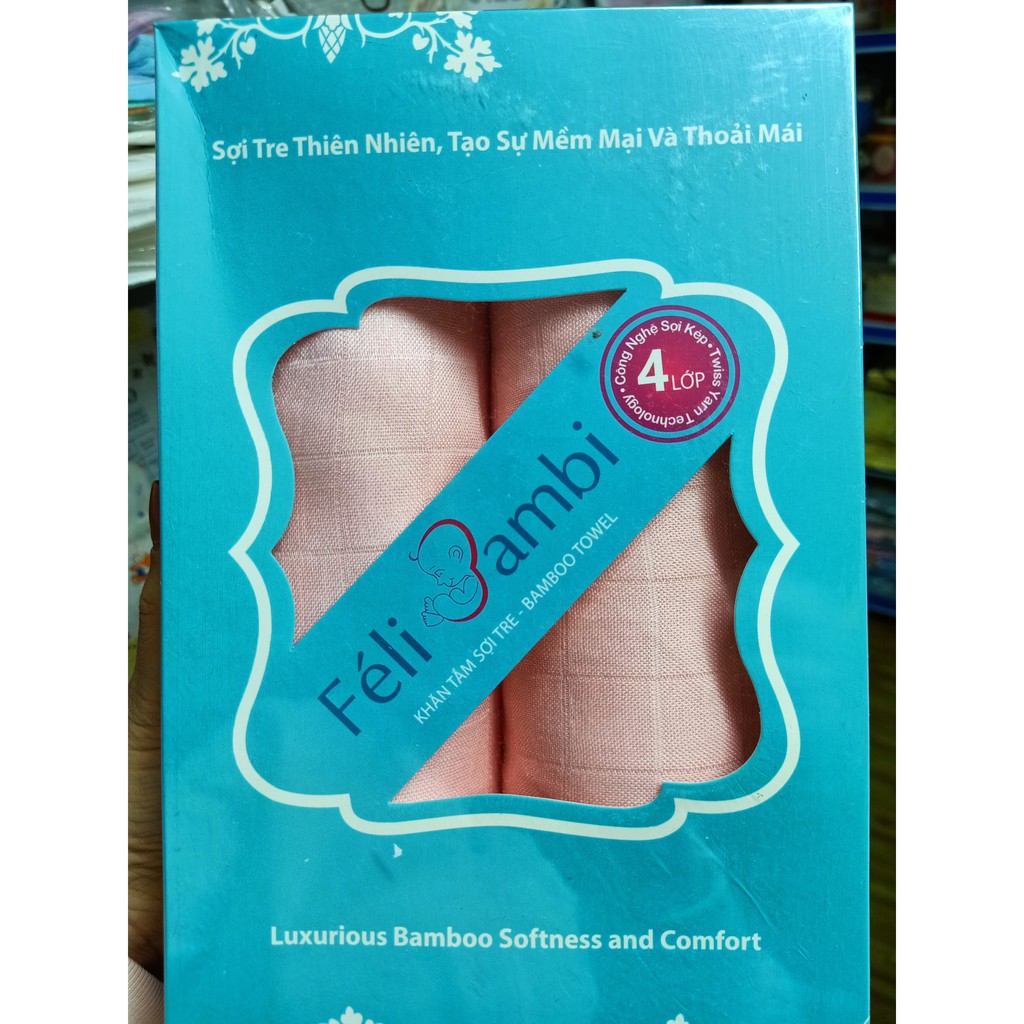 Sợi Tre Thiên Nhiên, Tạo Sự Mềm Mại Và Thoải Mái
Công Nghệ Soi Kép • Twiss Yarn Technology •
4 LỚP
Féli Bambi
KHĂN TẮM SỢI TRE - BAMBOO TOWEL
Luxurious Bamboo Softness and Comfort